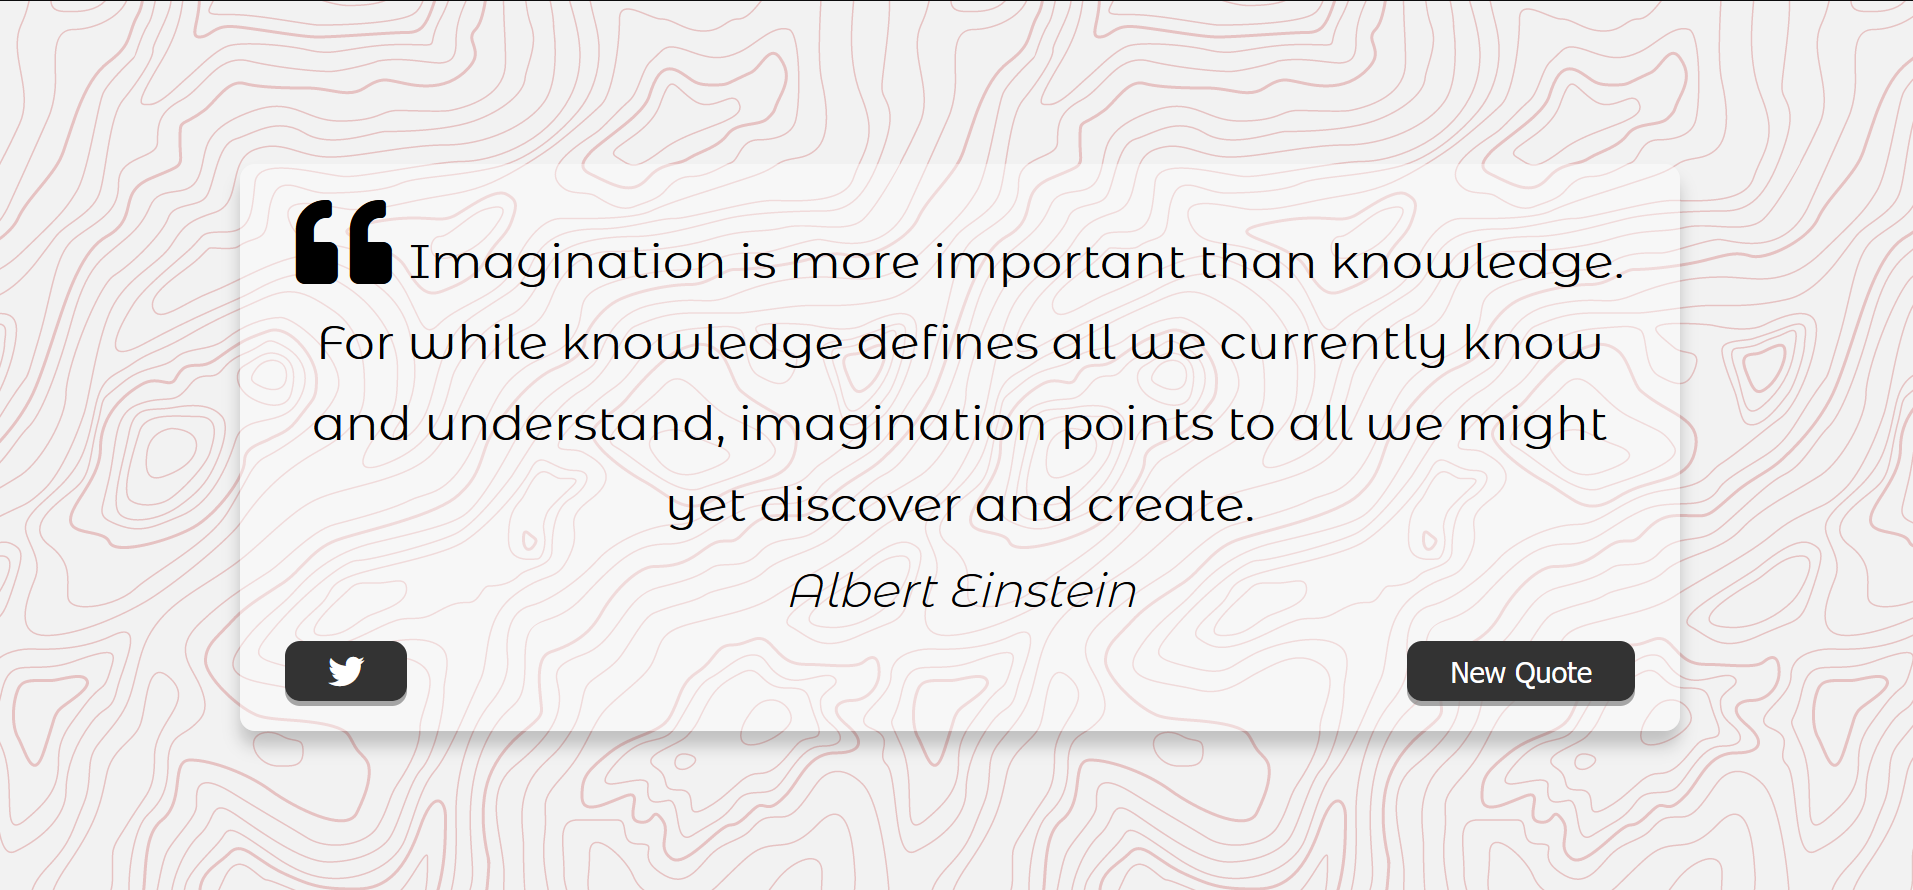 “ Imagination is more important than knowledge.
For while knowledge defines all we currently know
and understand, imagination points to all we might
yet discover and create.
Albert Einstein
New Quote